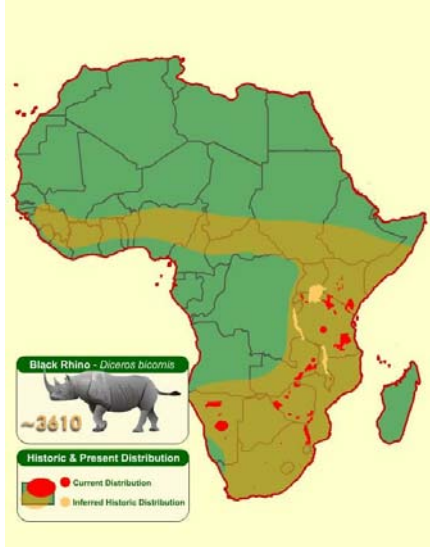 Black Rhino - Diceros bicornis
~3610
Historic & Present Distribution
Current Distribution
Inferred Historic Distribution